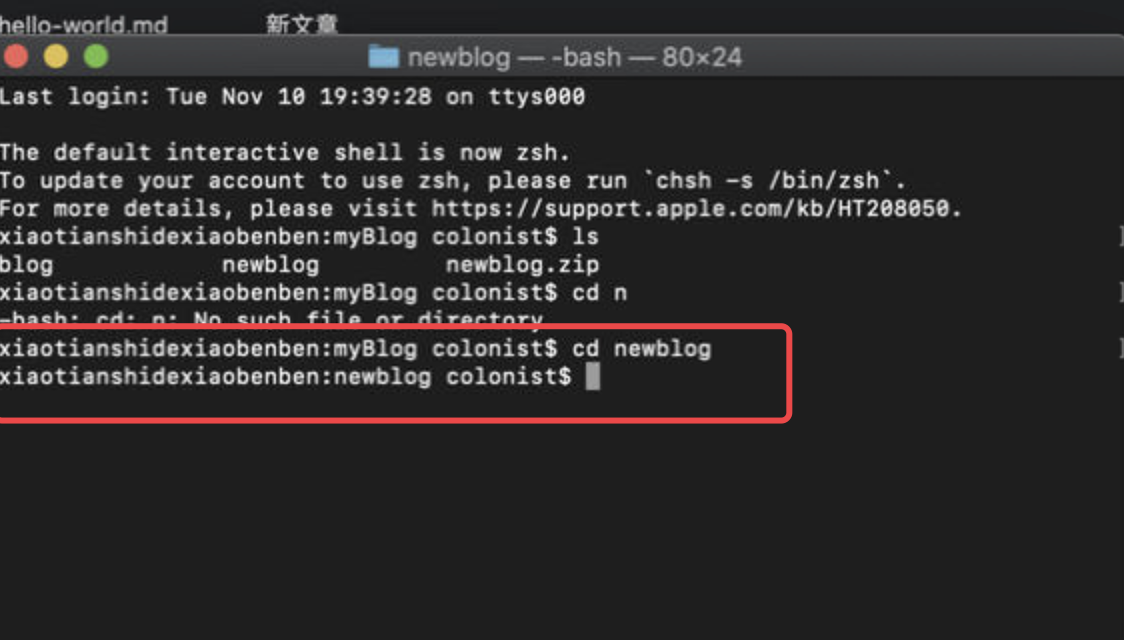 hello-world.md 新文章
newblog — -bash — 80×24
Last login: Tue Nov 10 19:39:28 on ttys000
The default interactive shell is now zsh.
To update your account to use zsh, please run `chsh -s /bin/zsh`.
For more details, please visit https://support.apple.com/kb/HT208050.
xiaotianshidexiaobenben:myBlog colonist$ ls
blog newblog newblog.zip
xiaotianshidexiaobenben:myBlog colonist$ cd n
-bash: cd: n: No such file or directory
xiaotianshidexiaobenben:myBlog colonist$ cd newblog
xiaotianshidexiaobenben:newblog colonist$